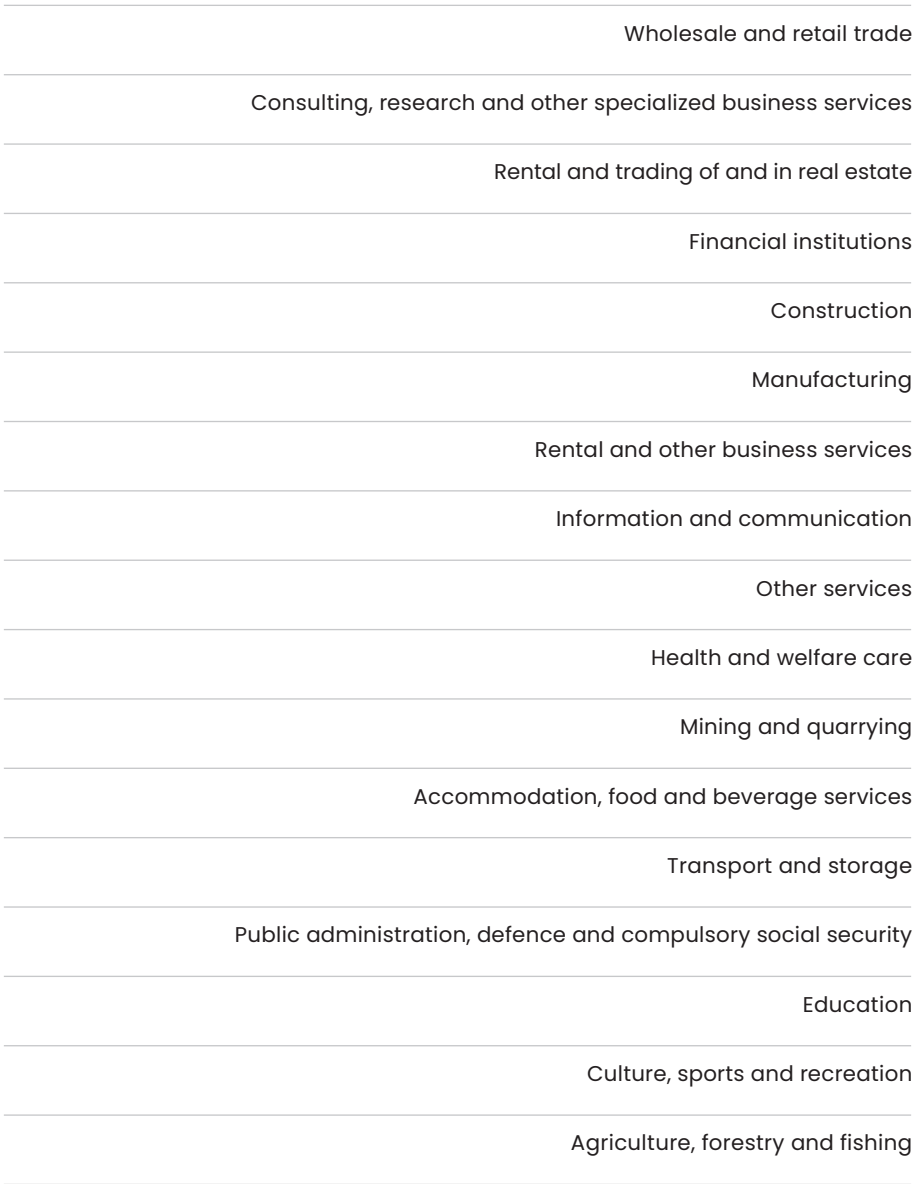 Wholesale and retail trade
Consulting, research and other specialized business services
Rental and trading of and in real estate
Financial institutions
Construction
Manufacturing
Rental and other business services
Information and communication
Other services
Health and welfare care
Mining and quarrying
Accommodation, food and beverage services
Transport and storage
Public administration, defence and compulsory social security
Education
Culture, sports and recreation
Agriculture, forestry and fishing